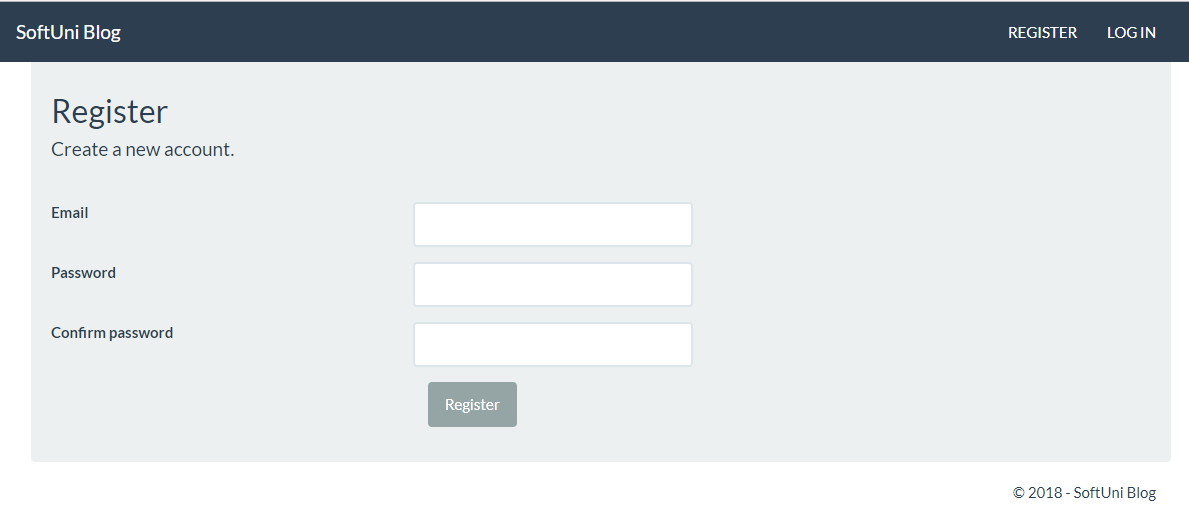 SoftUni Blog
REGISTER
LOG IN
Register
Create a new account.
Email
Password
Confirm password
Register
© 2018 - SoftUni Blog